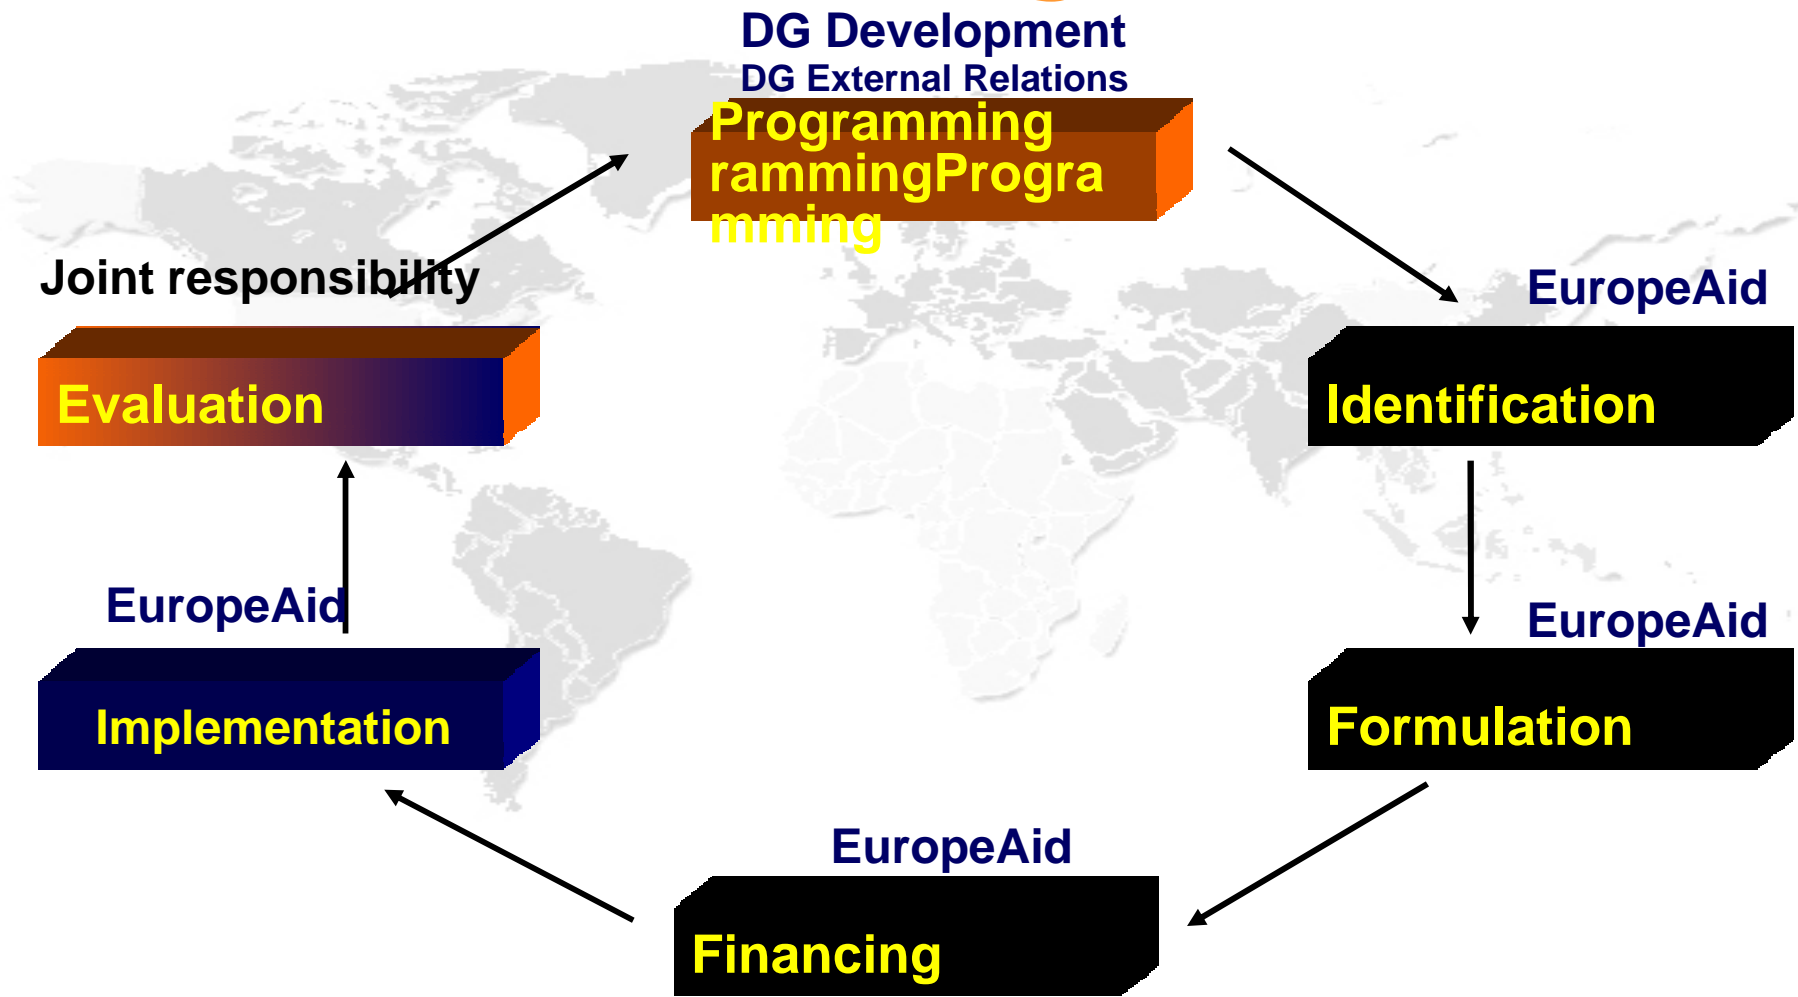 DG Development
DG External Relations
Programming
rammingProgra
mming
Joint responsibility
EuropeAid
Evaluation
Identification
EuropeAid
EuropeAid
Implementation
Formulation
EuropeAid
Financing